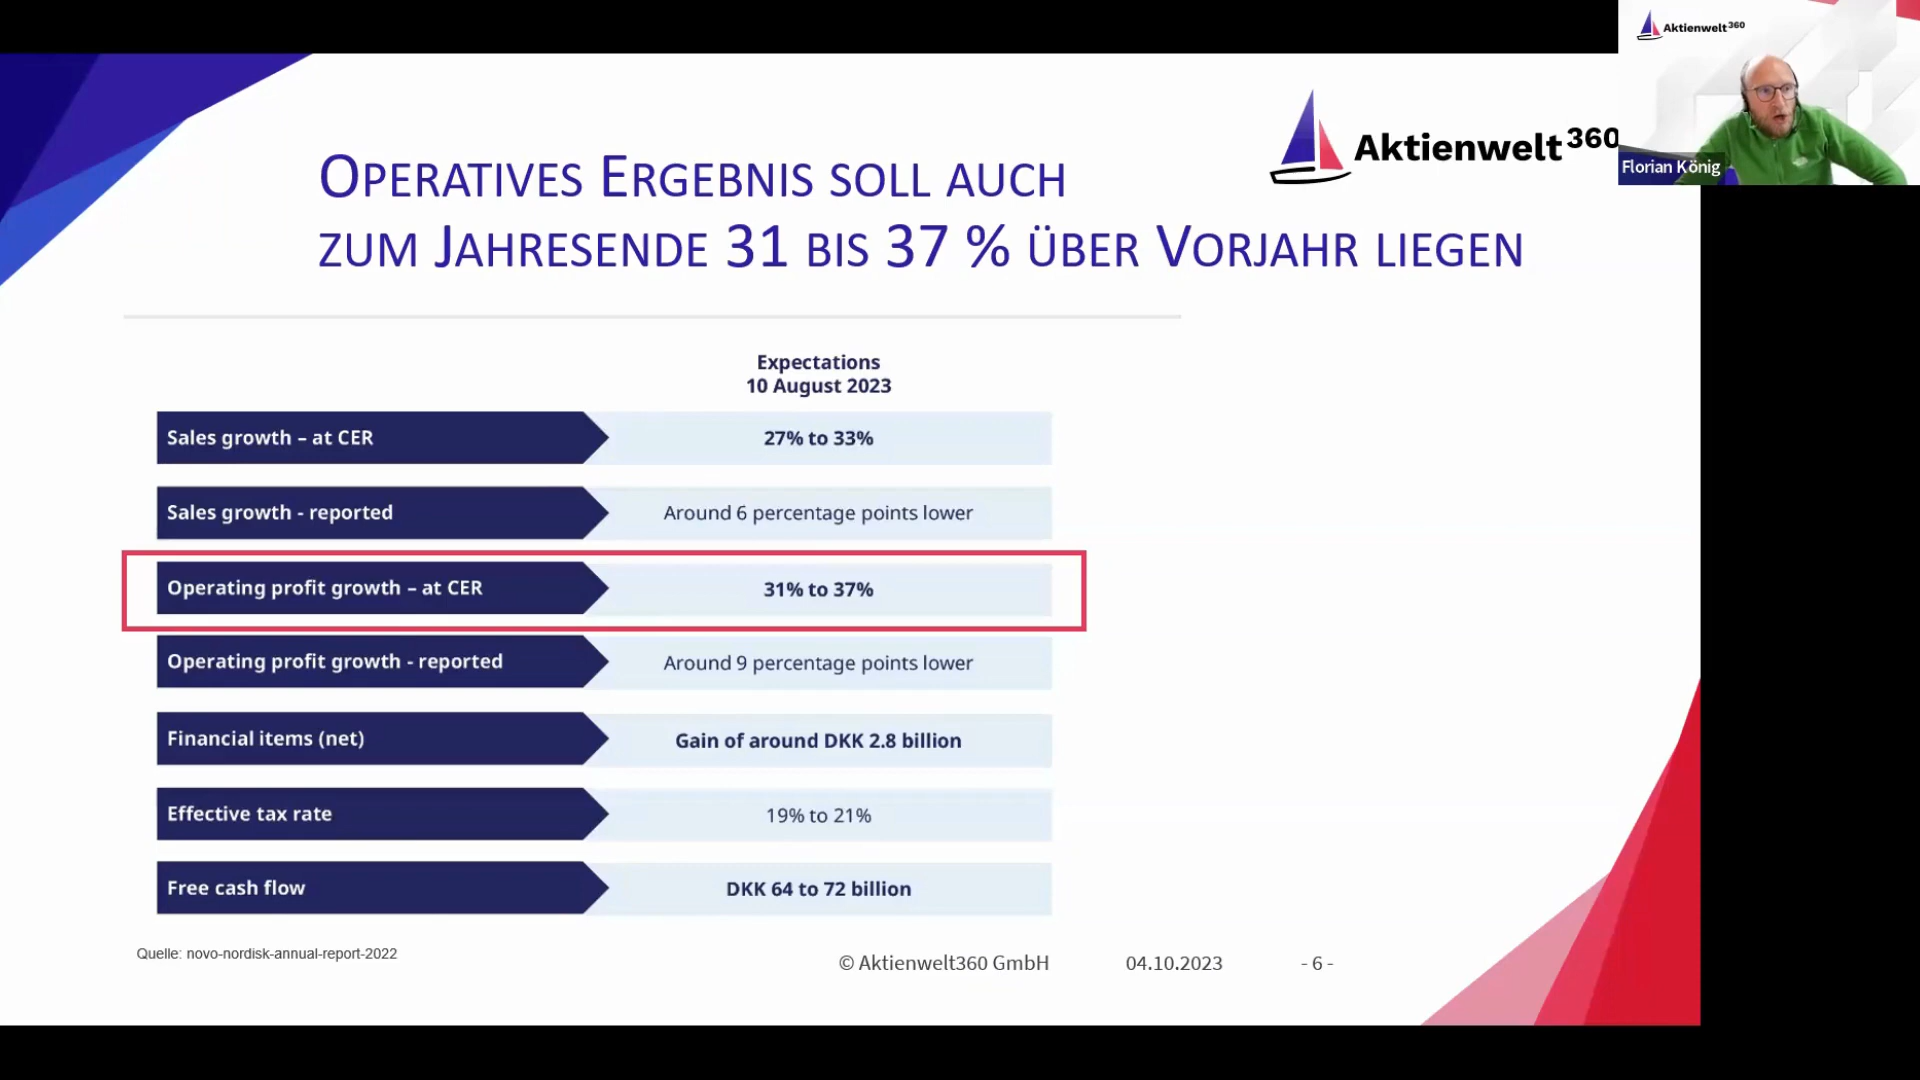 Aktienwelt360
Florian König
Aktienwelt360
OPERATIVES ERGEBNIS SOLL AUCH
ZUM JAHRESENDE 31 BIS 37 % ÜBER VORJAHR LIEGEN
Expectations
10 August 2023
Sales growth – at CER
27% to 33%
Sales growth - reported
Around 6 percentage points lower
Operating profit growth – at CER
31% to 37%
Operating profit growth - reported
Around 9 percentage points lower
Financial items (net)
Gain of around DKK 2.8 billion
Effective tax rate
19% to 21%
Free cash flow
DKK 64 to 72 billion
Quelle: novo-nordisk-annual-report-2022
© Aktienwelt360 GmbH
04.10.2023
- 6 -